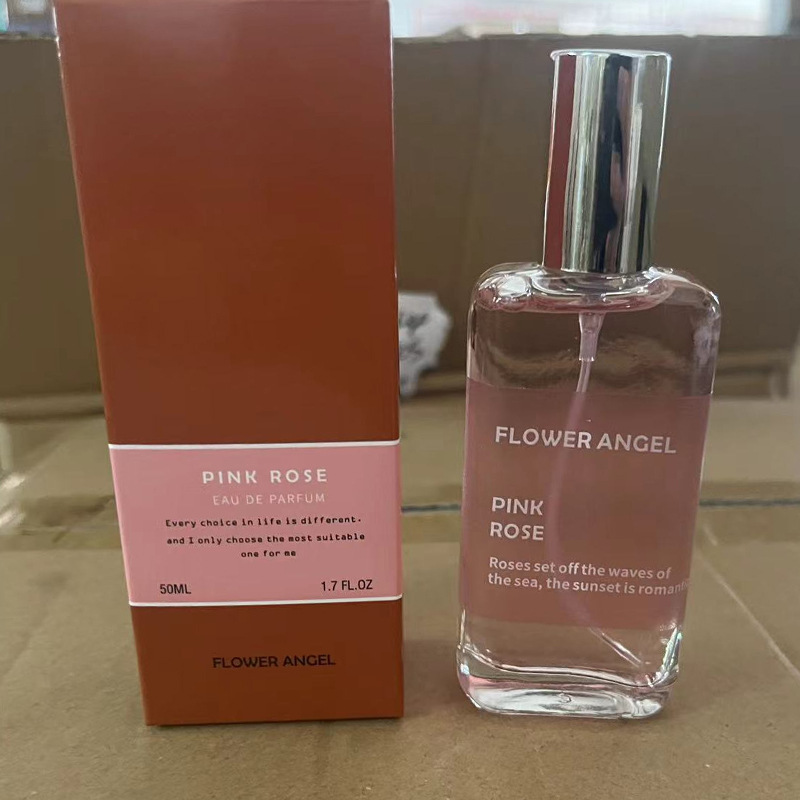 PINK ROSE
EAU DE PARFUM
Every choice in life is different.
and I only choose the most suitable
one for me
50ML 1.7 FL.OZ
FLOWER ANGEL
FLOWER ANGEL
PINK
ROSE
Roses set off the waves of
the sea, the sunset is romantic